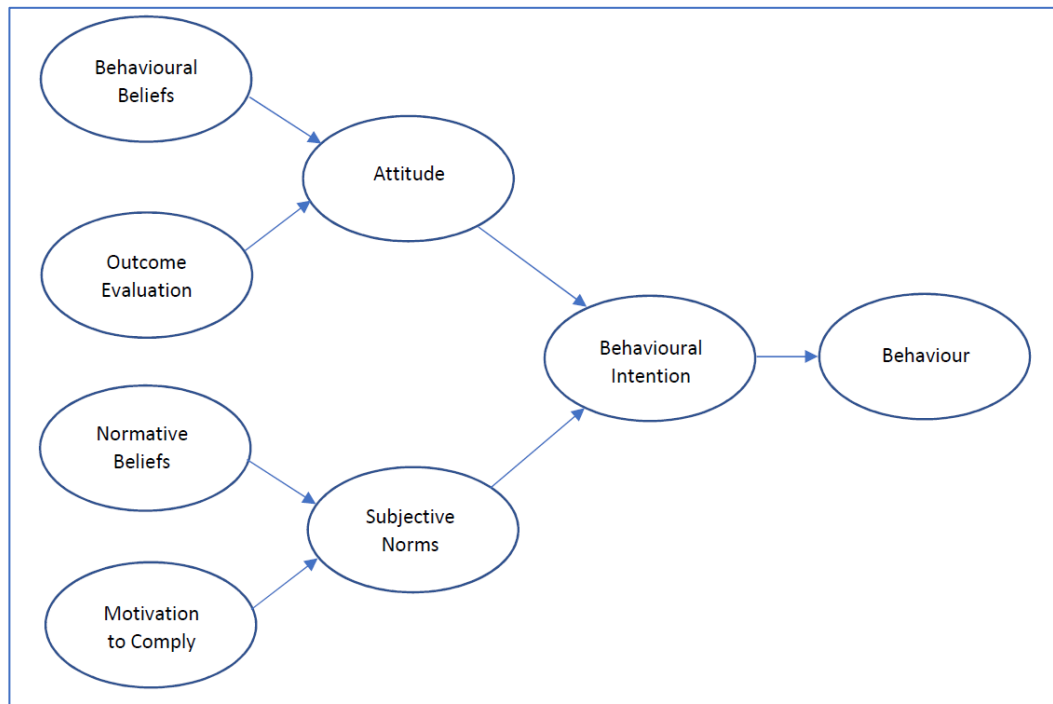 Behavioural
Beliefs
Attitude
Outcome
Evaluation
Behavioural
Intention
Behaviour
Normative
Beliefs
Subjective
Norms
Motivation
to Comply